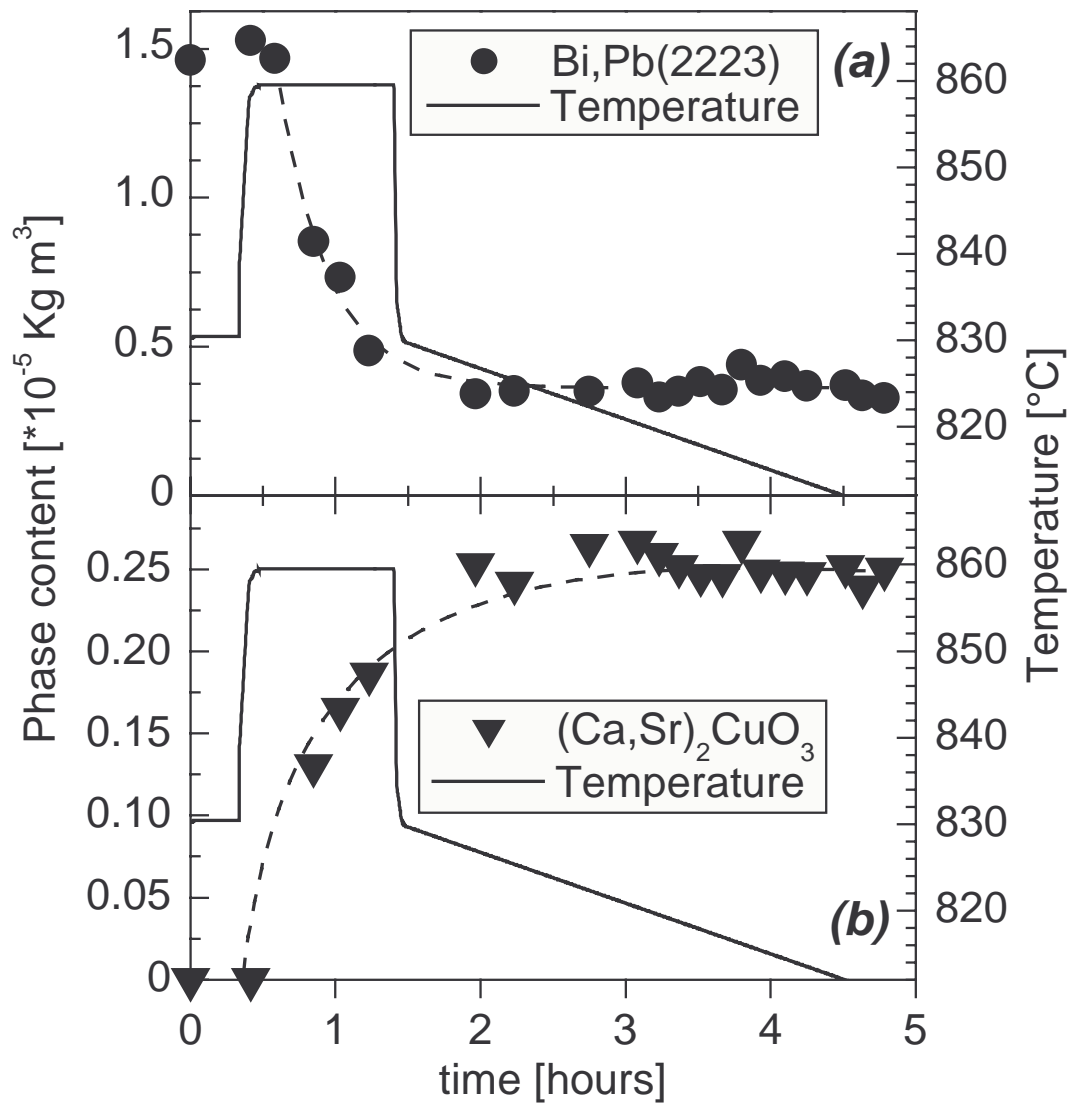 Phase content [*10⁻⁵ Kg m³]
1.5
1.0
0.5
0
Bi,Pb(2223)
Temperature
(a)
860
850
840
830
820
Temperature [°C]
0.25
0.20
0.15
0.10
0.05
0
(Ca,Sr)₂CuO₃
Temperature
(b)
860
850
840
830
820
0 1 2 3 4 5
time [hours]